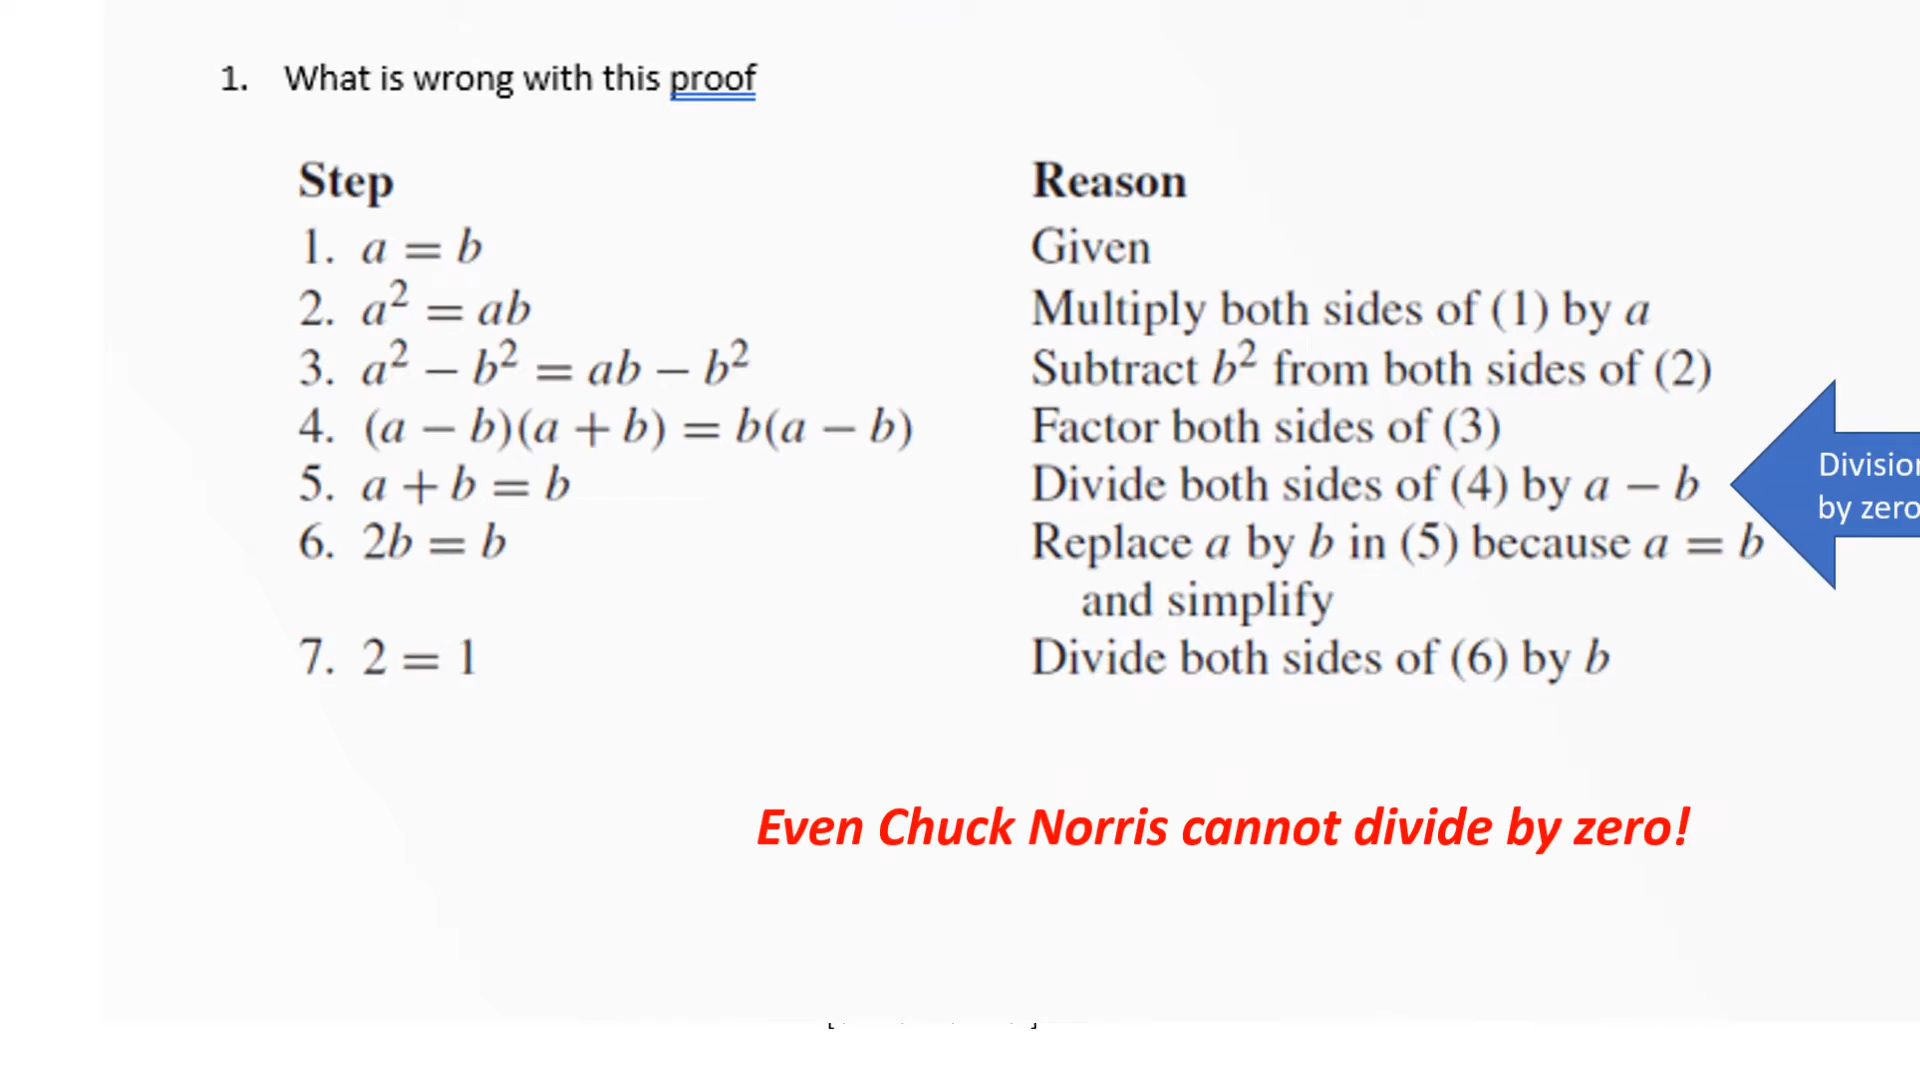 1. What is wrong with this proof
Step Reason
1. a = b Given
2. a² = ab Multiply both sides of (1) by a
3. a² − b² = ab − b² Subtract b² from both sides of (2)
4. (a − b)(a + b) = b(a − b) Factor both sides of (3)
5. a + b = b Divide both sides of (4) by a − b
6. 2b = b Replace a by b in (5) because a = b
and simplify
7. 2 = 1 Divide both sides of (6) by b
Division
by zero
Even Chuck Norris cannot divide by zero!